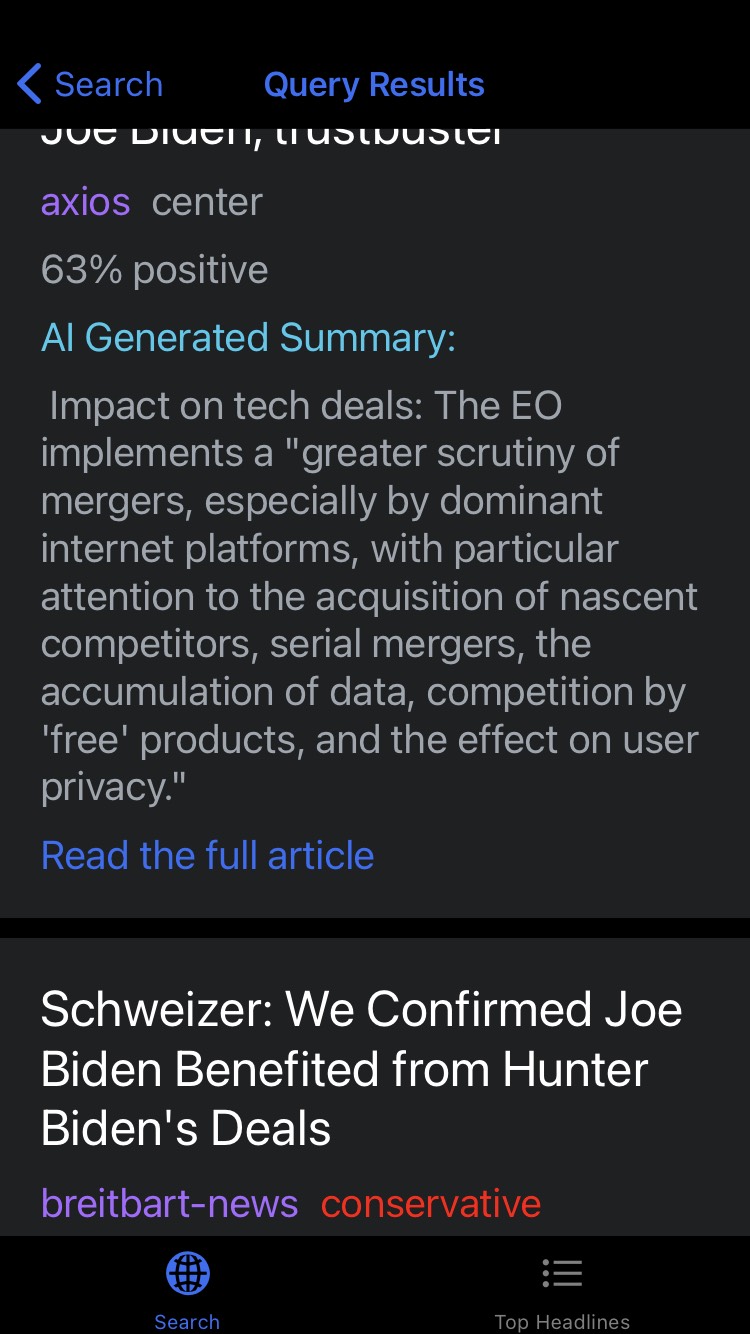 Search
Query Results
Joe Biden, trustbuster
axios center
63% positive
AI Generated Summary:
Impact on tech deals: The EO
implements a "greater scrutiny of
mergers, especially by dominant
internet platforms, with particular
attention to the acquisition of nascent
competitors, serial mergers, the
accumulation of data, competition by
'free' products, and the effect on user
privacy."
Read the full article
Schweizer: We Confirmed Joe
Biden Benefited from Hunter
Biden's Deals
breitbart-news conservative
Search
Top Headlines